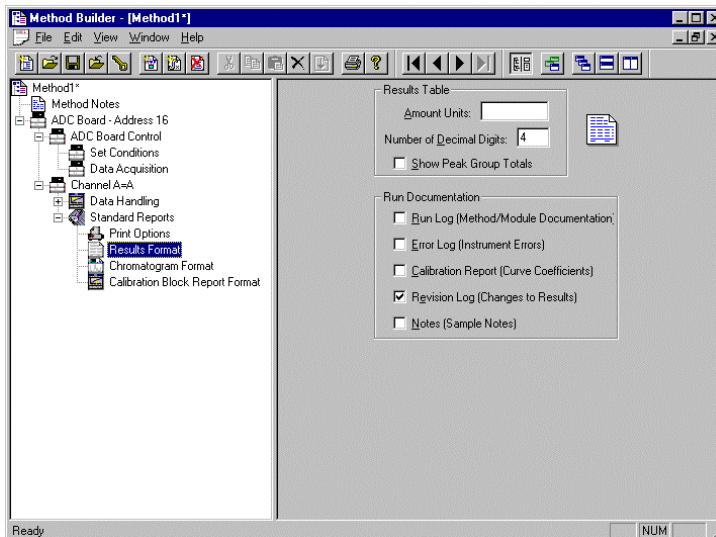 Method Builder - [Method1*]
File Edit View Window Help
Method1*
Method Notes
ADC Board - Address 16
ADC Board Control
Set Conditions
Data Acquisition
Channel A=A
Data Handling
Standard Reports
Print Options
Results Format
Chromatogram Format
Calibration Block Report Format
Results Table
Amount Units:
Number of Decimal Digits: 4
Show Peak Group Totals
Run Documentation
Run Log (Method/Module Documentation)
Error Log (Instrument Errors)
Calibration Report (Curve Coefficients)
Revision Log (Changes to Results)
Notes (Sample Notes)
Ready
NUM